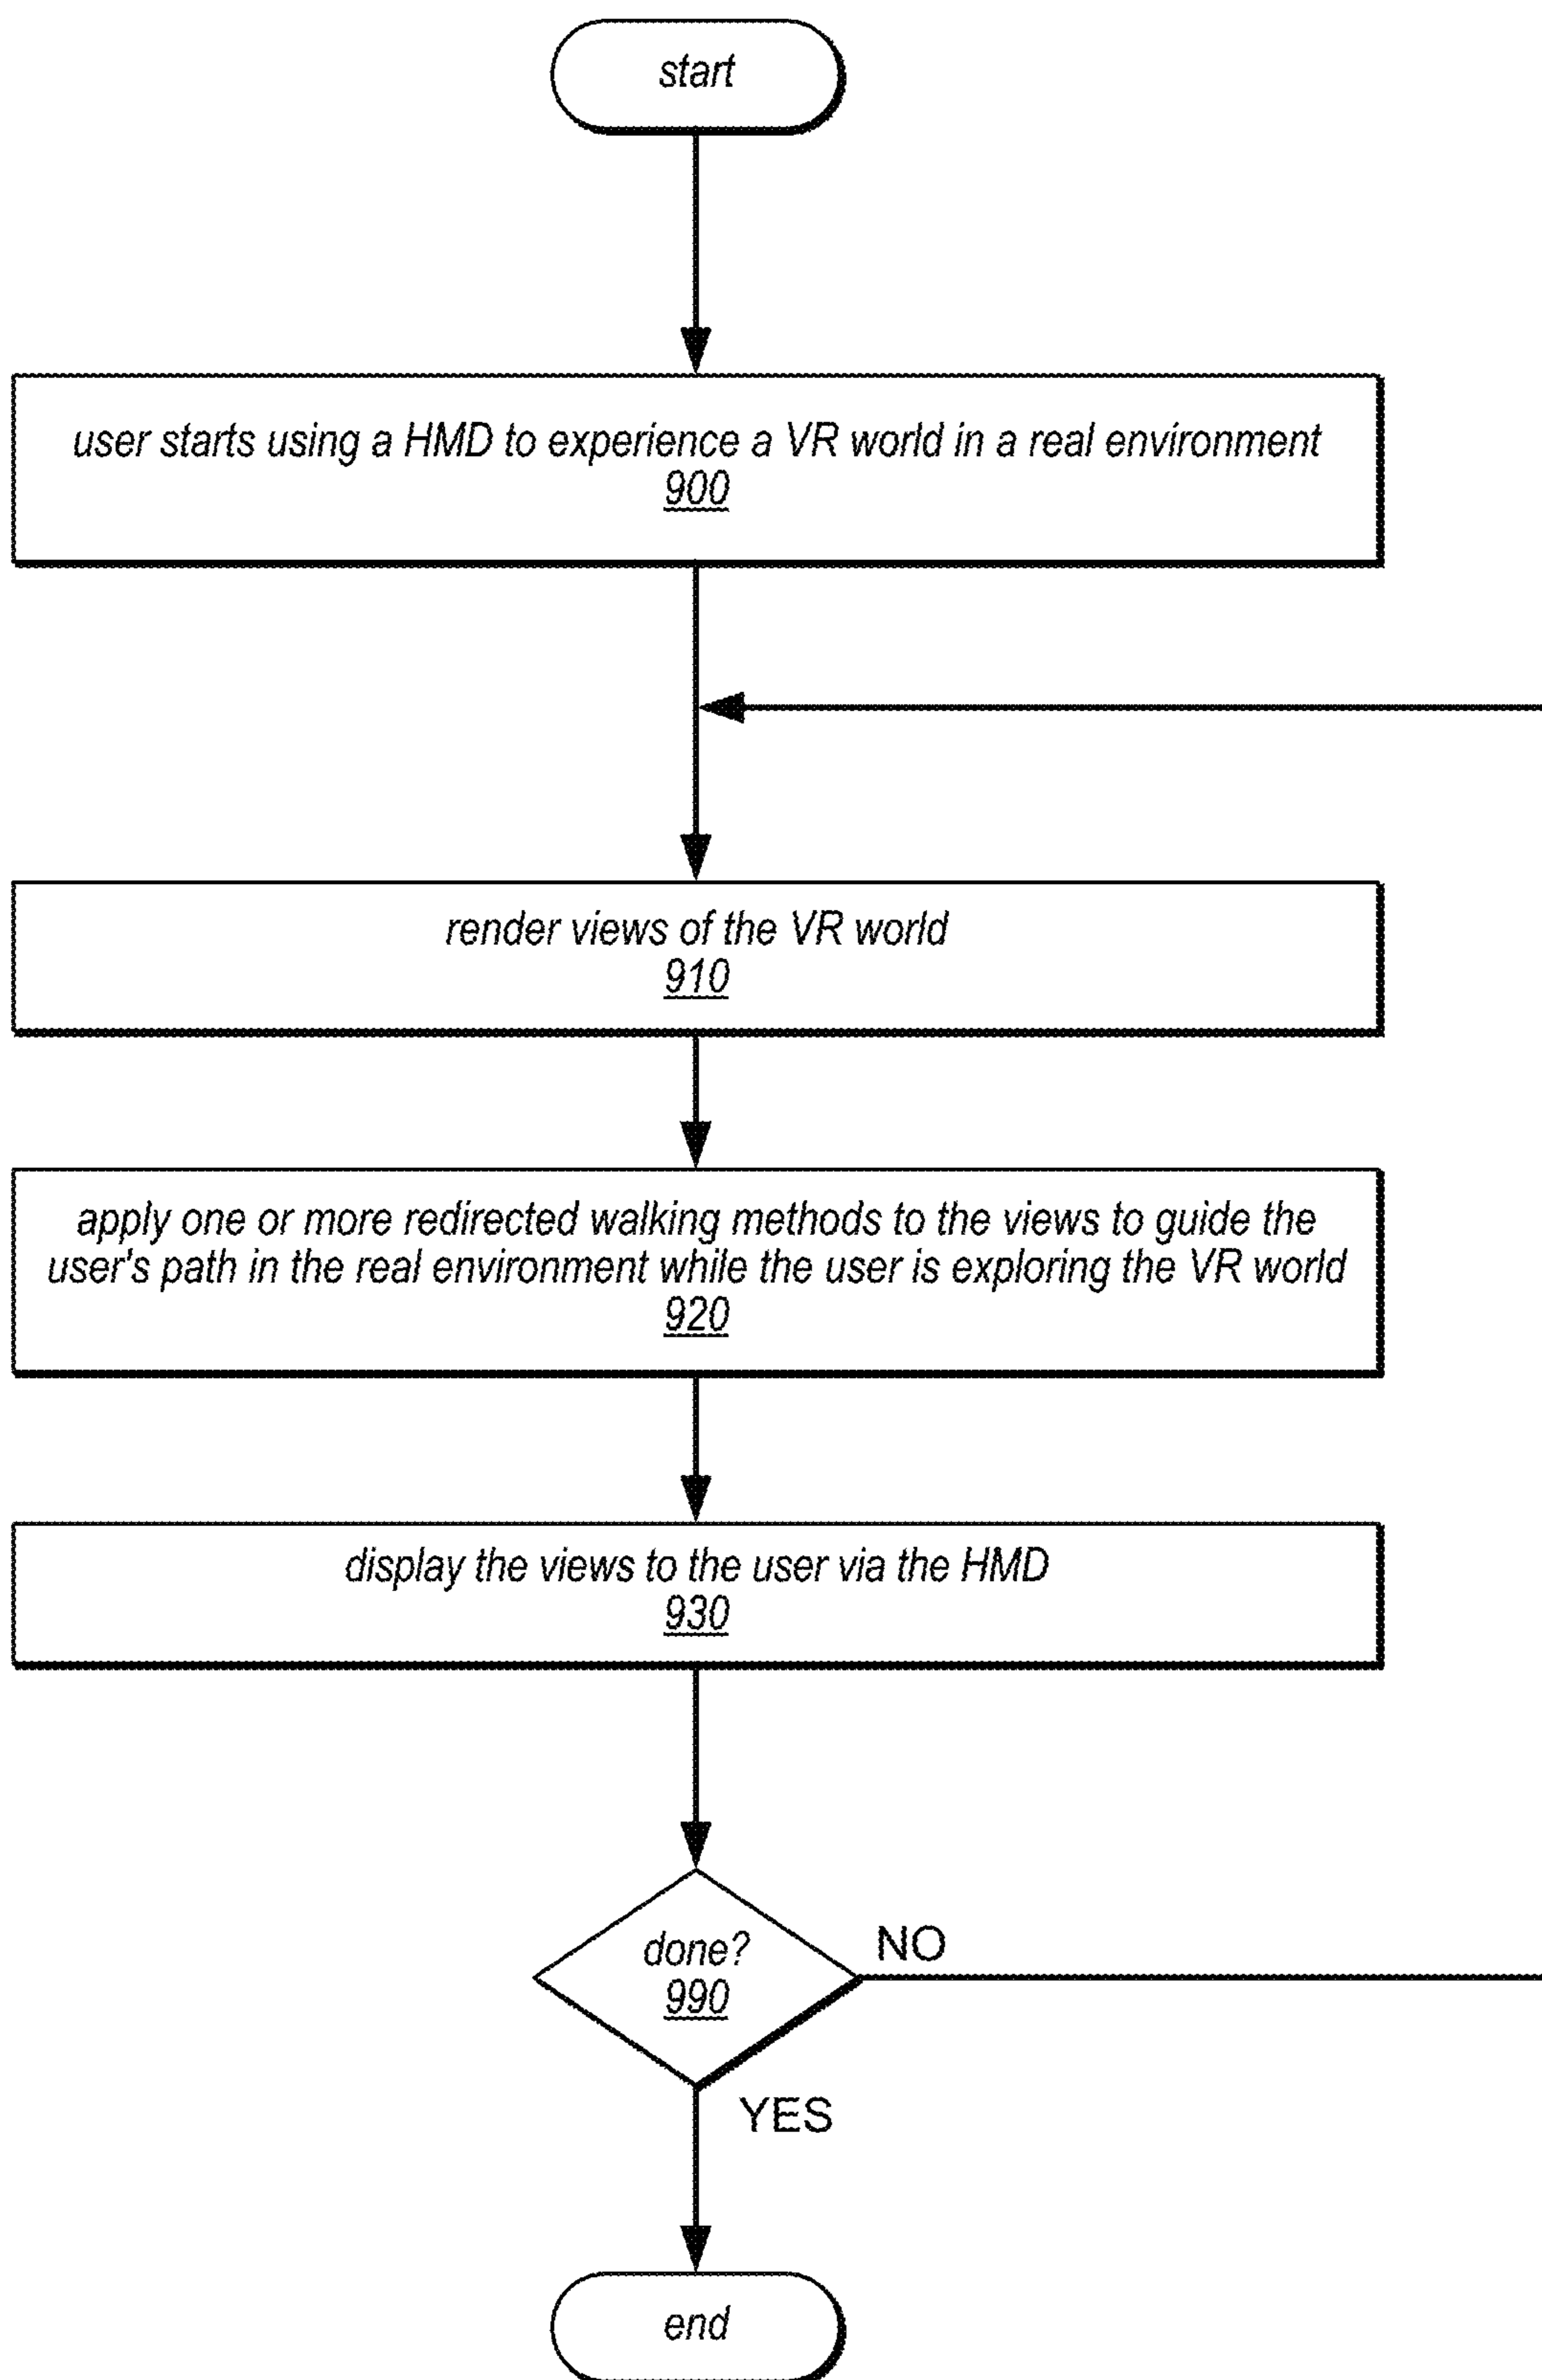 start
user starts using a HMD to experience a VR world in a real environment
900
render views of the VR world
910
apply one or more redirected walking methods to the views to guide the
user's path in the real environment while the user is exploring the VR world
920
display the views to the user via the HMD
930
done?
990
NO
YES
end